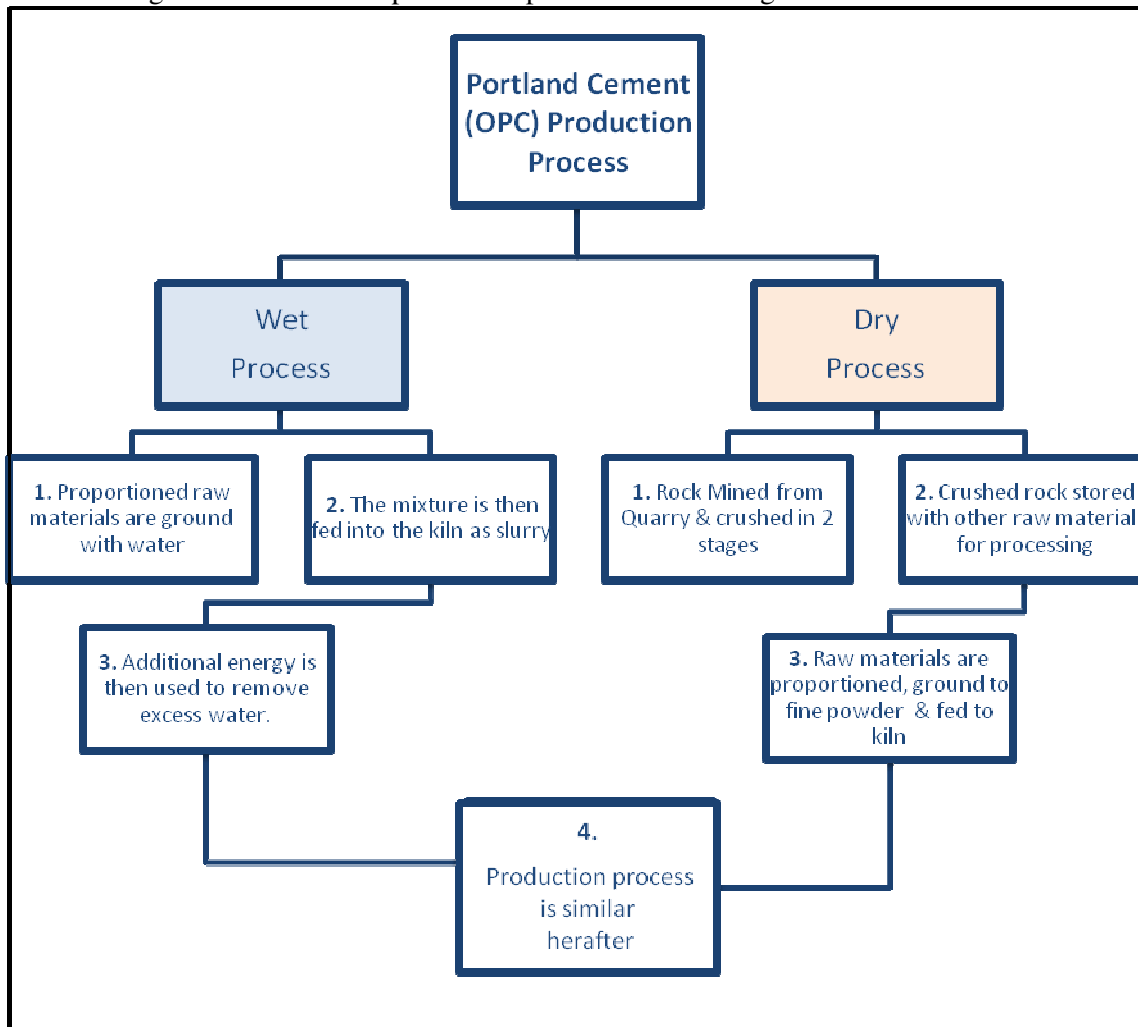 Portland Cement
(OPC) Production
Process
Wet
Process
Dry
Process
1. Proportioned raw
materials are ground
with water
2. The mixture is then
fed into the kiln as slurry
1. Rock Mined from
Quarry & crushed in 2
stages
2. Crushed rock stored
with other raw material
for processing
3. Additional energy is
then used to remove
excess water.
3. Raw materials are
proportioned, ground to
fine powder & fed to
kiln
4.
Production process
is similar
herafter